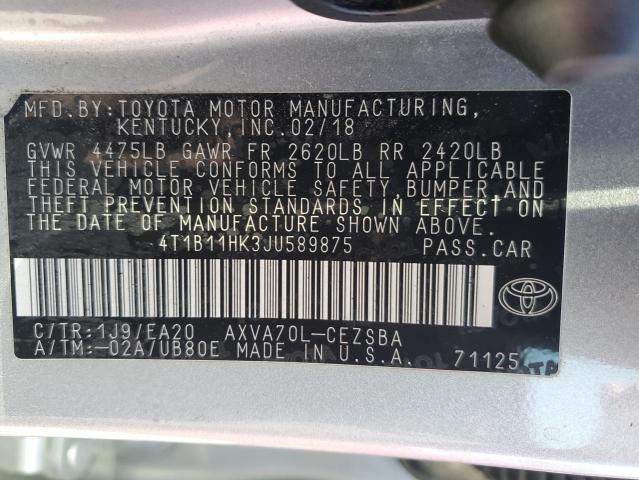 MFD. BY: TOYOTA MOTOR MANUFACTURING,
KENTUCKY, INC. 02/18
GVWR 4475LB GAWR FR 2620LB RR 2420LB
THIS VEHICLE CONFORMS TO ALL APPLICABLE
FEDERAL MOTOR VEHICLE SAFETY, BUMPER AND
THEFT PREVENTION STANDARDS IN EFFECT ON
THE DATE OF MANUFACTURE SHOWN ABOVE.
4T1B11HK3JU589875 PASS.CAR
C/TR:1J9/EA20 AXVA70L-CEZSBA
A/TM:-02A/UB80E MADE IN U.S.A. 71125